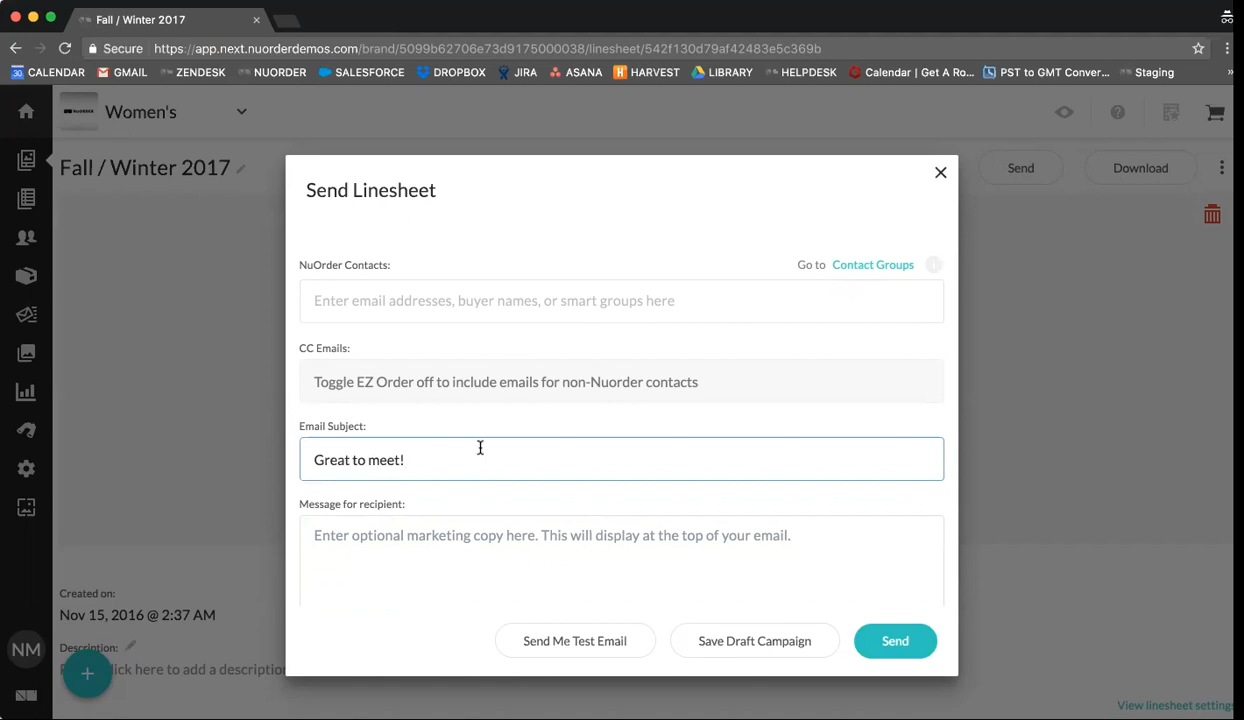 Fall / Winter 2017
Secure https://app.next.nuorderdemos.com/brand/5099b62706e73d9175000038/linesheet/542f130d79af42483e5c369b
CALENDAR GMAIL ZENDESK NUORDER SALESFORCE DROPBOX JIRA ASANA HARVEST LIBRARY HELPDESK Calendar | Get A Ro... PST to GMT Conver... Staging »
NUORDER Women's
Fall / Winter 2017
Send Download
Send Linesheet
NuOrder Contacts: Go to Contact Groups i
Enter email addresses, buyer names, or smart groups here
CC Emails:
Toggle EZ Order off to include emails for non-Nuorder contacts
Email Subject:
Great to meet!
Message for recipient:
Enter optional marketing copy here. This will display at the top of your email.
Created on:
Nov 15, 2016 @ 2:37 AM
Description:
click here to add a description
Send Me Test Email Save Draft Campaign Send
NM
+
View linesheet settings